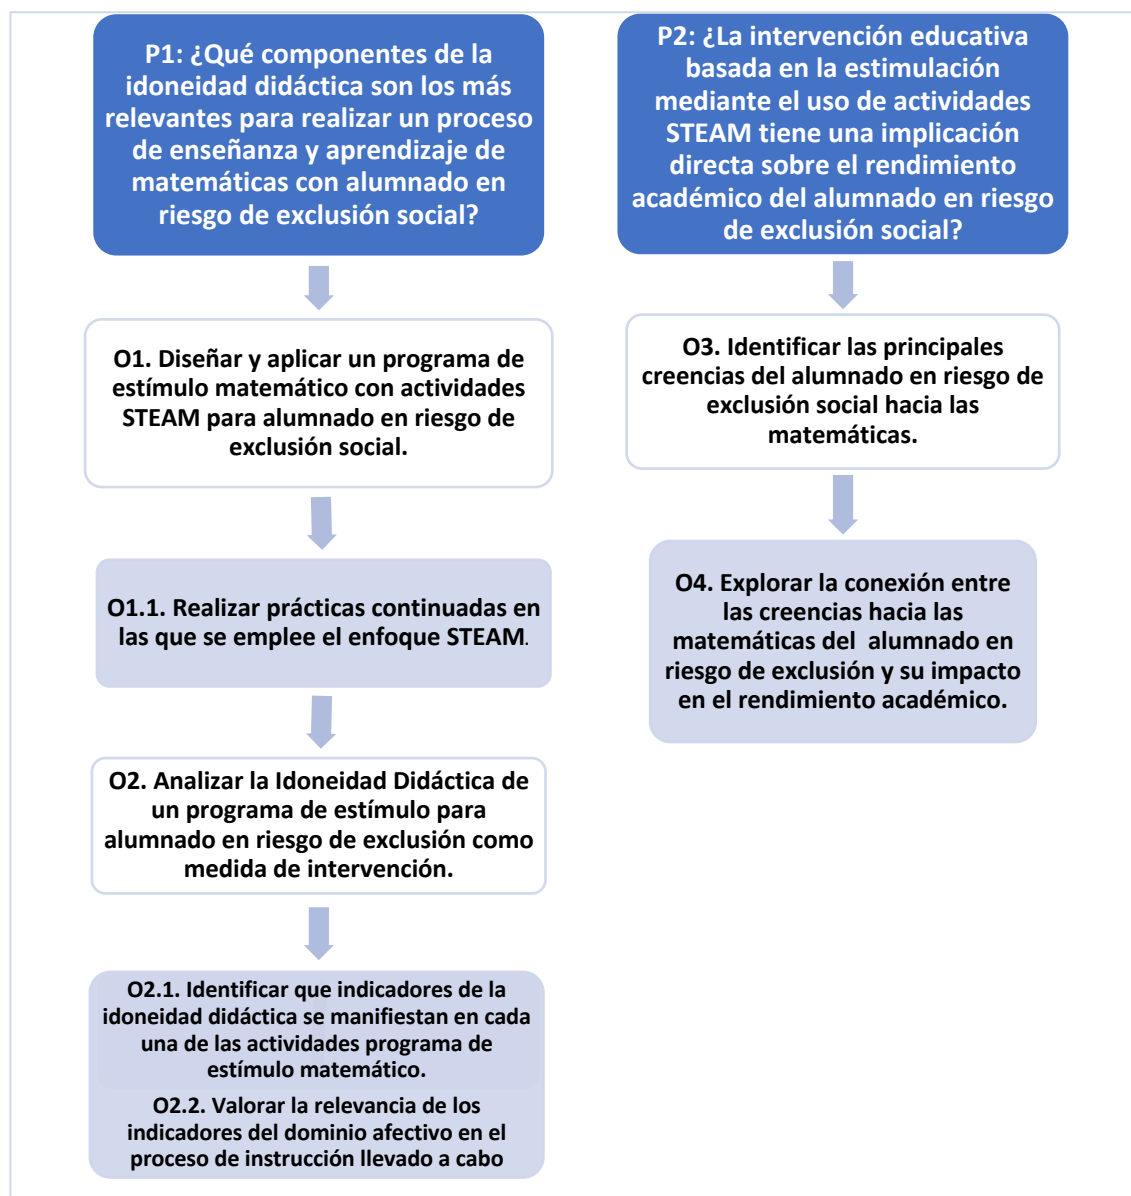 P1: ¿Qué componentes de la
idoneidad didáctica son los más
relevantes para realizar un proceso
de enseñanza y aprendizaje de
matemáticas con alumnado en
riesgo de exclusión social?
O1. Diseñar y aplicar un programa de
estímulo matemático con actividades
STEAM para alumnado en riesgo de
exclusión social.
O1.1. Realizar prácticas continuadas en
las que se emplee el enfoque STEAM.
O2. Analizar la Idoneidad Didáctica de
un programa de estímulo para
alumnado en riesgo de exclusión como
medida de intervención.
O2.1. Identificar que indicadores de la
idoneidad didáctica se manifiestan en cada
una de las actividades programa de
estímulo matemático.
O2.2. Valorar la relevancia de los
indicadores del dominio afectivo en el
proceso de instrucción llevado a cabo
P2: ¿La intervención educativa
basada en la estimulación
mediante el uso de actividades
STEAM tiene una implicación
directa sobre el rendimiento
académico del alumnado en riesgo
de exclusión social?
O3. Identificar las principales
creencias del alumnado en riesgo de
exclusión social hacia las
matemáticas.
O4. Explorar la conexión entre
las creencias hacia las
matemáticas del alumnado en
riesgo de exclusión y su impacto
en el rendimiento académico.